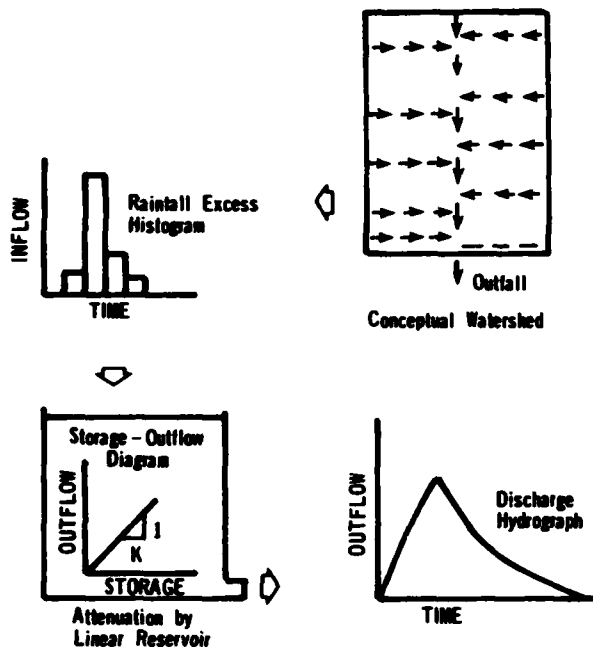 Outfall
Conceptual Watershed
INFLOW
Rainfall Excess
Histogram
TIME
Storage - Outflow
Diagram
OUTFLOW
1
K
STORAGE
Attenuation by
Linear Reservoir
OUTFLOW
Discharge
Hydrograph
TIME